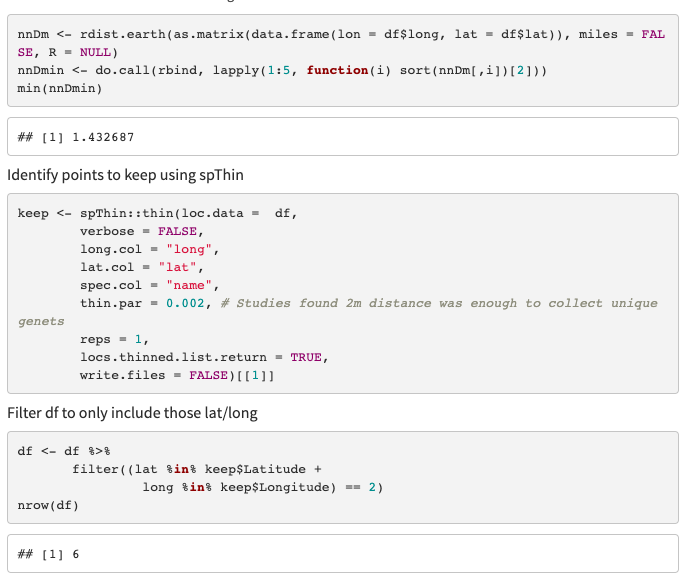 nnDm <- rdist.earth(as.matrix(data.frame(lon = df$long, lat = df$lat)), miles = FAL
SE, R = NULL)
nnDmin <- do.call(rbind, lapply(1:5, function(i) sort(nnDm[,i])[2]))
min(nnDmin)
## [1] 1.432687
Identify points to keep using spThin
keep <- spThin::thin(loc.data =  df,
        verbose = FALSE,
        long.col = "long",
        lat.col = "lat",
        spec.col = "name",
        thin.par = 0.002, # Studies found 2m distance was enough to collect unique
genets
        reps = 1,
        locs.thinned.list.return = TRUE,
        write.files = FALSE)[[1]]
Filter df to only include those lat/long
df <- df %>%
       filter((lat %in% keep$Latitude +
                long %in% keep$Longitude) == 2)
nrow(df)
## [1] 6